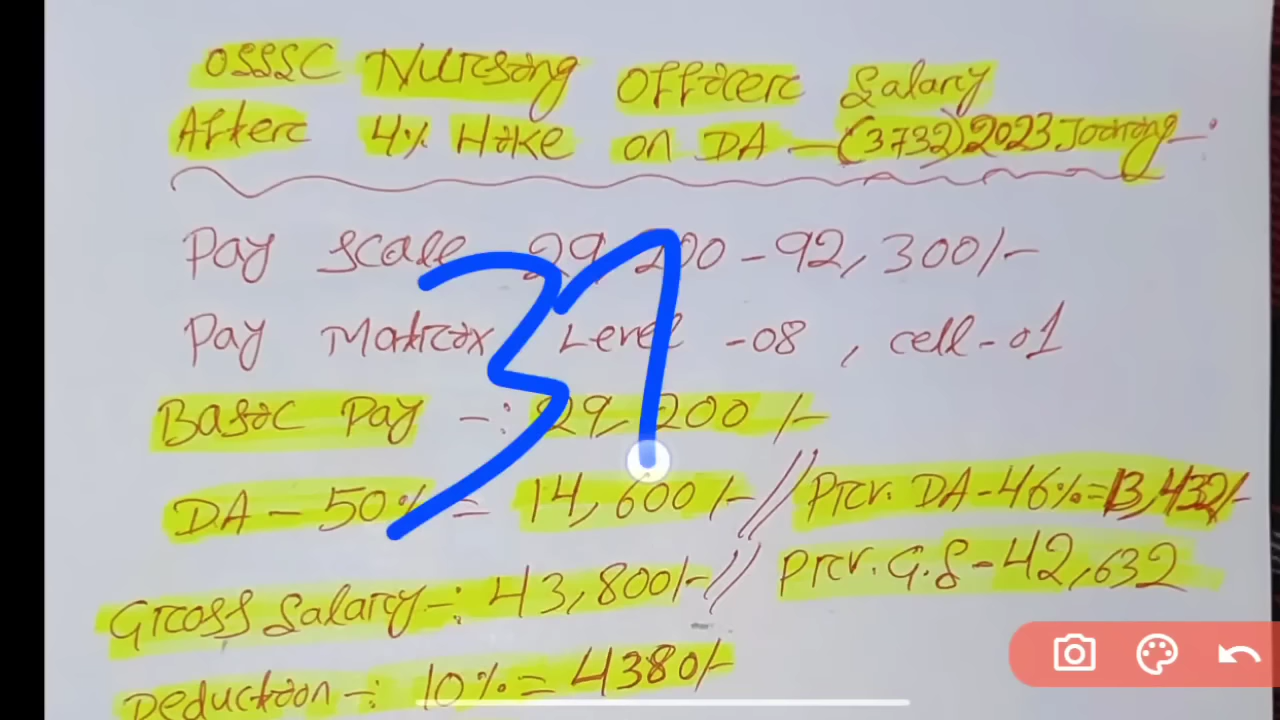 OSSSC Nursing Officer Salary
After 4% Hike on DA - (3732) 2023 Joining -
Pay Scale 29,200 - 92,300/-
Pay Matrix Level - 08, cell - 01
37
Basic Pay -: 29,200/-
DA - 50% = 14,600/- // Prev. DA - 46% = 13,432/-
Gross Salary -: 43,800/- // Prev. G.S - 42,632
Deduction -: 10% = 4380/-